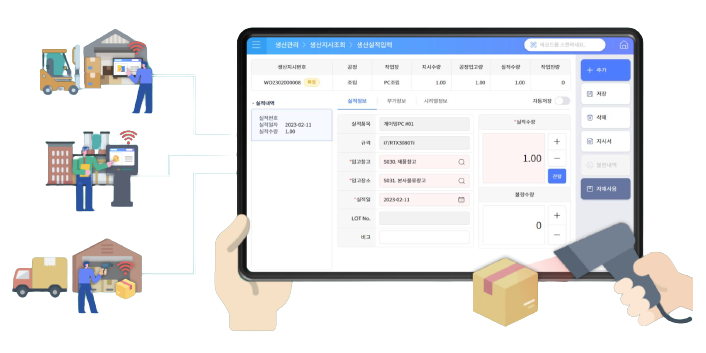 생산관리 > 생산지시조회 > 생산실적입력
바코드를 스캔하세요.
생산지시번호 공정 작업장 지시수량 공정입고량 실적수량 작업잔량
WO2302000008 조립 PC조립 1.00 1.00 1.00 0
- 실적내역
실적번호
실적일자 2023-02-11
실적수량 1.00
실적정보 부가정보 시리얼정보 자동저장
실적품목 게이밍PC #01
규격 I7/RTX3080TI
*입고창고 5030. 제품창고
*입고장소 5031. 본사물류창고
*실적일 2023-02-11
LOT No.
비고
*실적수량
1.00
+
−
전량
불량수량
0
+
−
+ 추가
저장
삭제
지시서
불량내역
자재사용